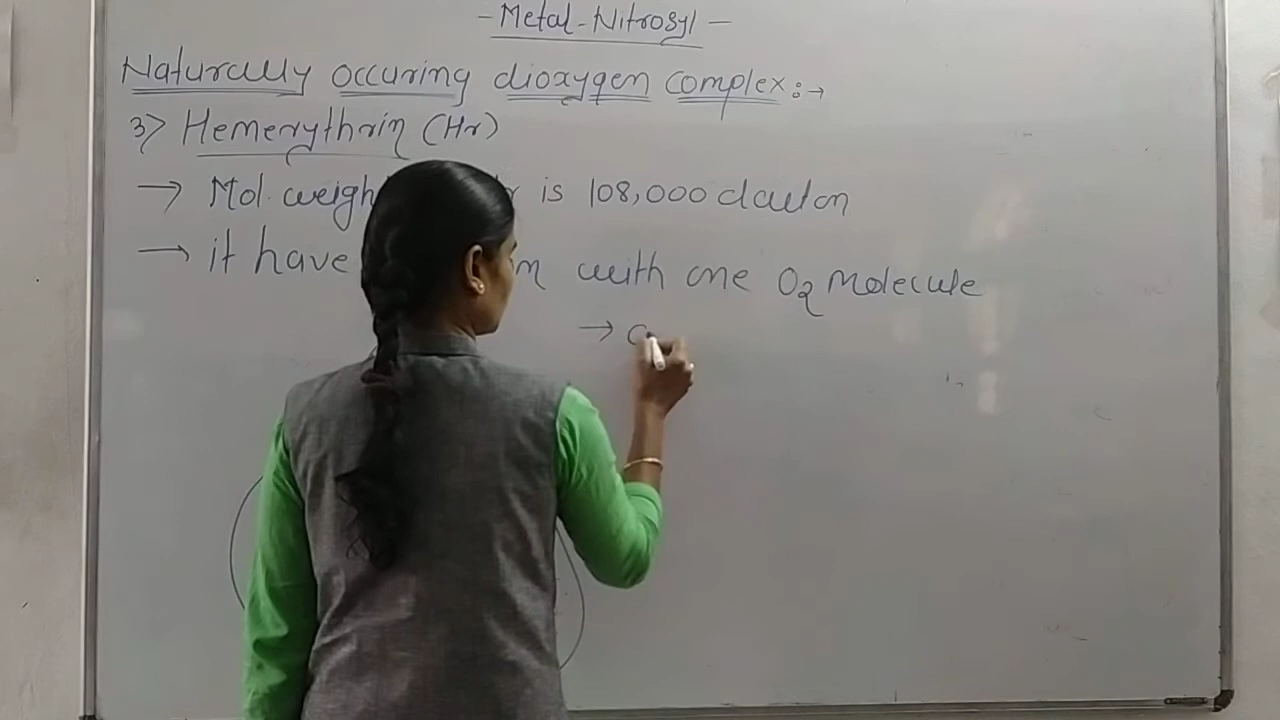 - Metal - Nitrosyl -
Naturally occuring dioxygen complex:→
3) Hemerythrin (Hr)
→ Mol. weigh r is 108,000 dalton
→ it have m with one O2 molecule
→ c